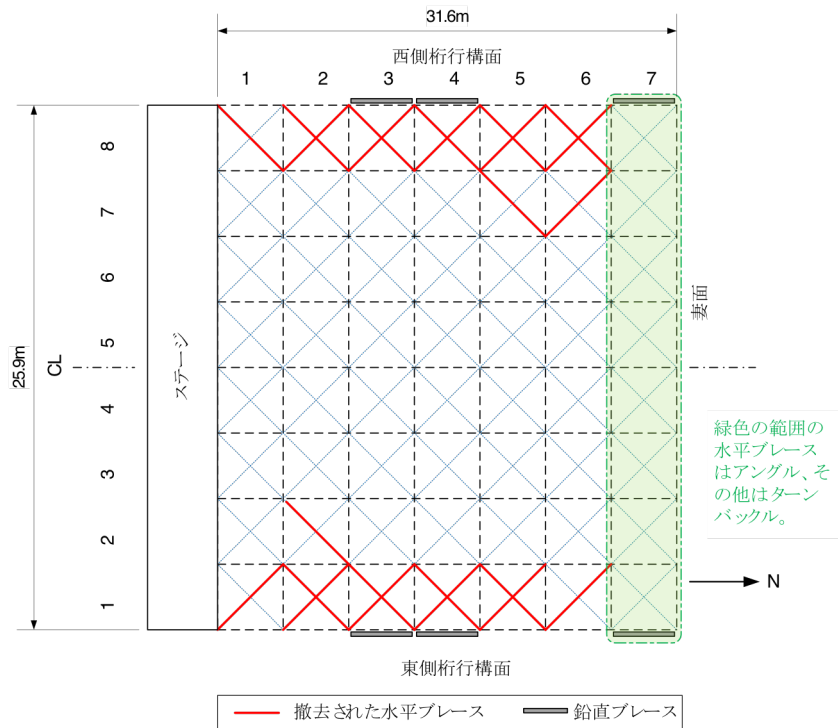 31.6m
西側桁行構面
1 2 3 4 5 6 7
8
7
6
5
4
3
2
1
25.9m
CL
ステージ
妻面
緑色の範囲の
水平ブレース
はアングル、そ
の他はターン
バックル。
N
東側桁行構面
撤去された水平ブレース
鉛直ブレース